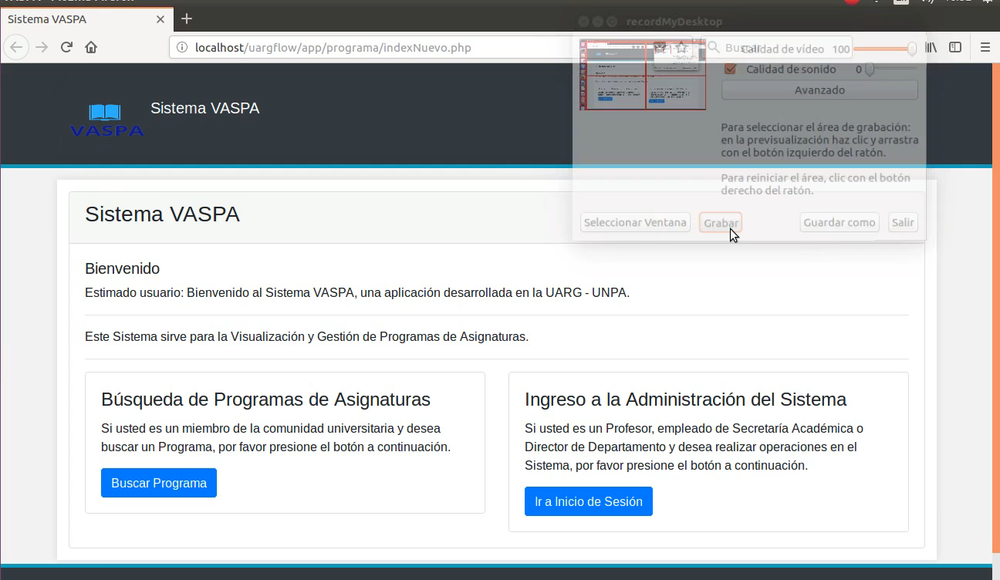 Sistema VASPA
recordMyDesktop
localhost/uargflow/app/programa/indexNuevo.php
Calidad de vídeo 100
Calidad de sonido 0
Avanzado
Para seleccionar el área de grabación:
en la previsualización haz clic y arrastra
con el botón izquierdo del ratón.
Para reiniciar el área, clic con el botón
derecho del ratón.
Seleccionar Ventana
Grabar
Guardar como
Salir
VASPA
Sistema VASPA
Sistema VASPA
Bienvenido
Estimado usuario: Bienvenido al Sistema VASPA, una aplicación desarrollada en la UARG - UNPA.
Este Sistema sirve para la Visualización y Gestión de Programas de Asignaturas.
Búsqueda de Programas de Asignaturas
Si usted es un miembro de la comunidad universitaria y desea
buscar un Programa, por favor presione el botón a continuación.
Buscar Programa
Ingreso a la Administración del Sistema
Si usted es un Profesor, empleado de Secretaría Académica o
Director de Departamento y desea realizar operaciones en el
Sistema, por favor presione el botón a continuación.
Ir a Inicio de Sesión